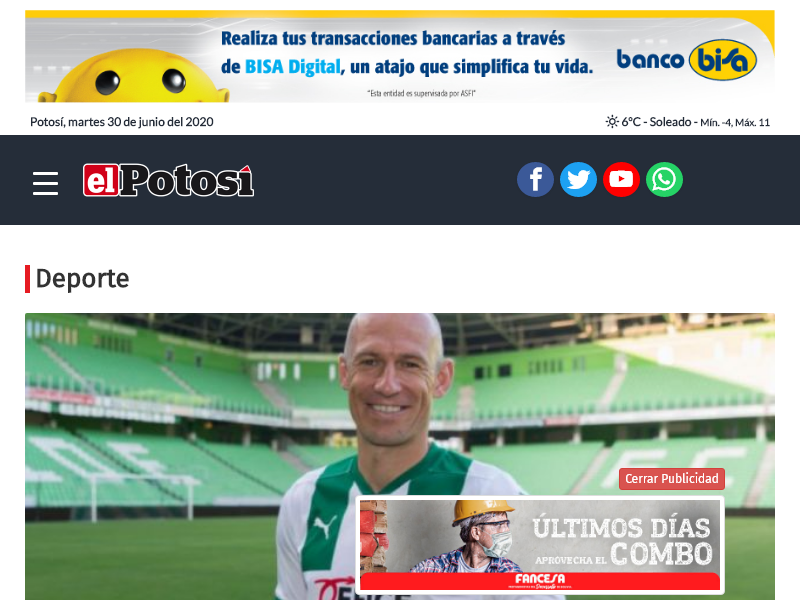 Realiza tus transacciones bancarias a través
de BISA Digital, un atajo que simplifica tu vida.
"Esta entidad es supervisada por ASFI"
banco bisa
Potosí, martes 30 de junio del 2020
6°C - Soleado - Mín. -4, Máx. 11
el Potosí
Deporte
Cerrar Publicidad
ÚLTIMOS DÍAS
APROVECHA EL COMBO
FANCESA